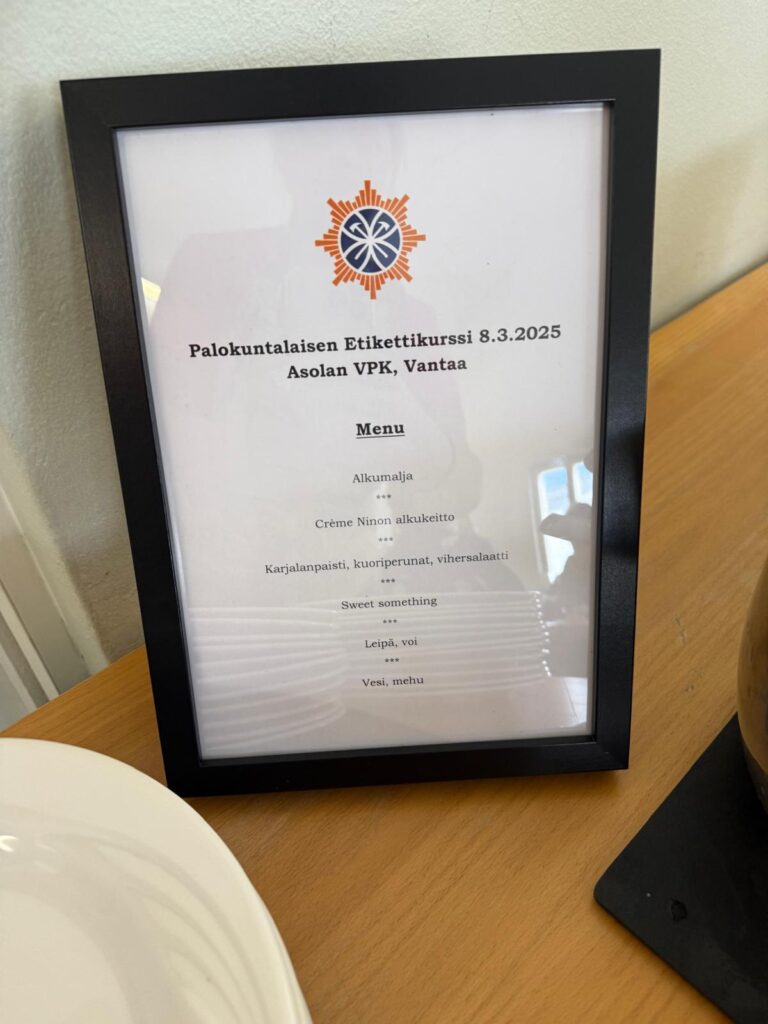 Palokuntalaisen Etikettikurssi 8.3.2025
Asolan VPK, Vantaa
Menu
Alkumalja
***
Crème Ninon alkukeitto
***
Karjalanpaisti, kuoriperunat, vihersalaatti
***
Sweet something
***
Leipä, voi
***
Vesi, mehu